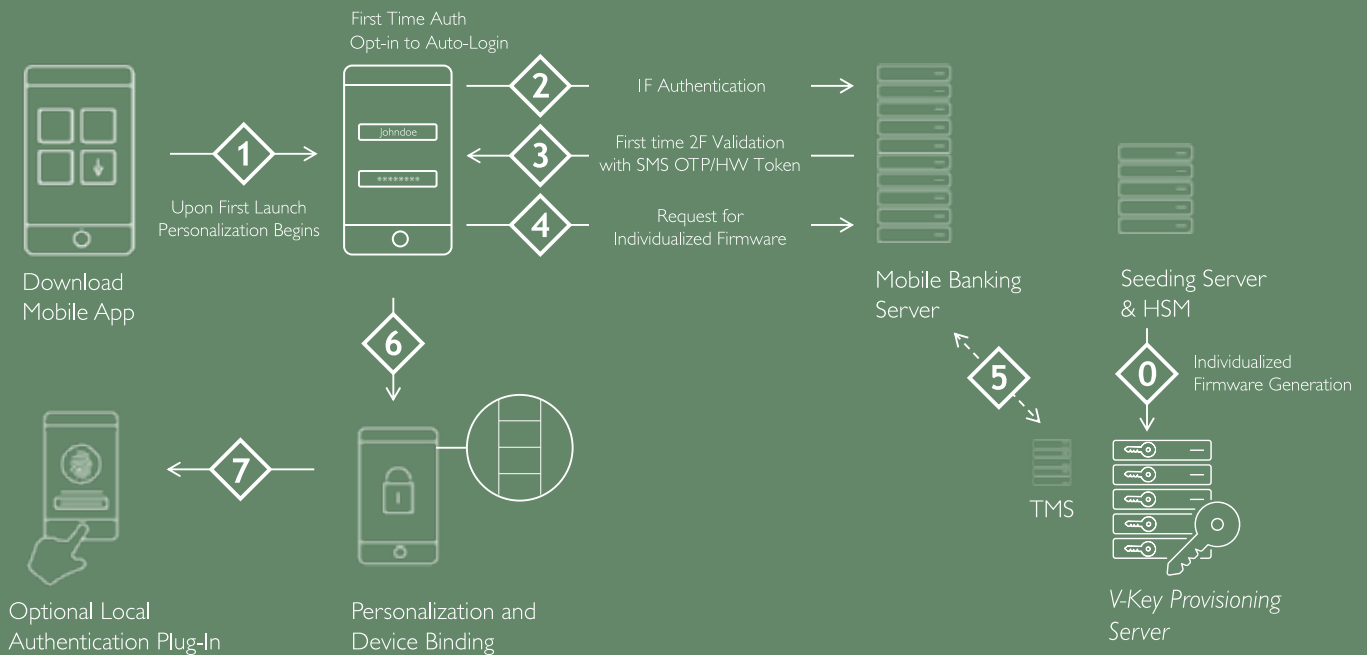 First Time Auth
Opt-in to Auto-Login
Johndoe
********
1
Upon First Launch
Personalization Begins
2
1F Authentication
3
First time 2F Validation
with SMS OTP/HW Token
4
Request for
Individualized Firmware
Download
Mobile App
Mobile Banking
Server
Seeding Server
& HSM
6
5
0
Individualized
Firmware Generation
7
TMS
Optional Local
Authentication Plug-In
Personalization and
Device Binding
V-Key Provisioning
Server